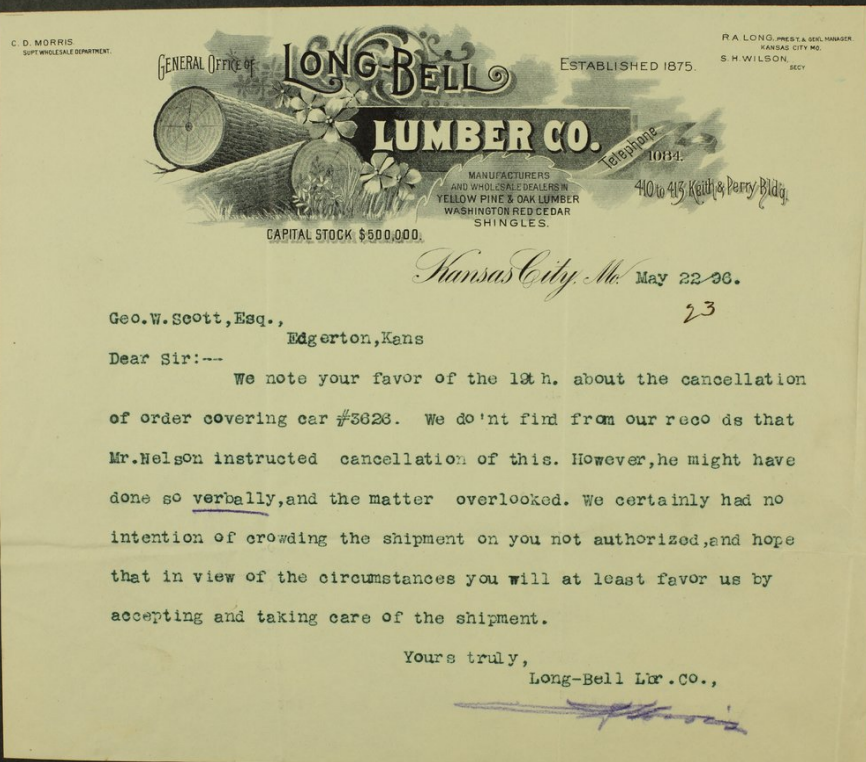 C. D. MORRIS.
SUPT. WHOLESALE DEPARTMENT.
R. A. LONG, PREST. & GENL. MANAGER.
KANSAS CITY MO.
S. H. WILSON,
SECY
GENERAL OFFICE OF
LONG-BELL
ESTABLISHED 1875.
LUMBER CO.
Telephone
1084.
410 to 413 Keith & Perry Bldg.
MANUFACTURERS
AND WHOLESALE DEALERS IN
YELLOW PINE & OAK LUMBER
WASHINGTON RED CEDAR
SHINGLES.
CAPITAL STOCK $500,000.
Kansas City, Mo. May 22/96.
23
Geo.W.Scott,Esq.,
Edgerton,Kans
Dear Sir:--
We note your favor of the 19th. about the cancellation
of order covering car #3626. We do'nt find from our reco ds that
Mr.Nelson instructed cancellation of this. However,he might have
done so verbally,and the matter overlooked. We certainly had no
intention of crowding the shipment on you not authorized,and hope
that in view of the circumstances you will at least favor us by
accepting and taking care of the shipment.
Yours truly,
Long-Bell Lbr.Co.,